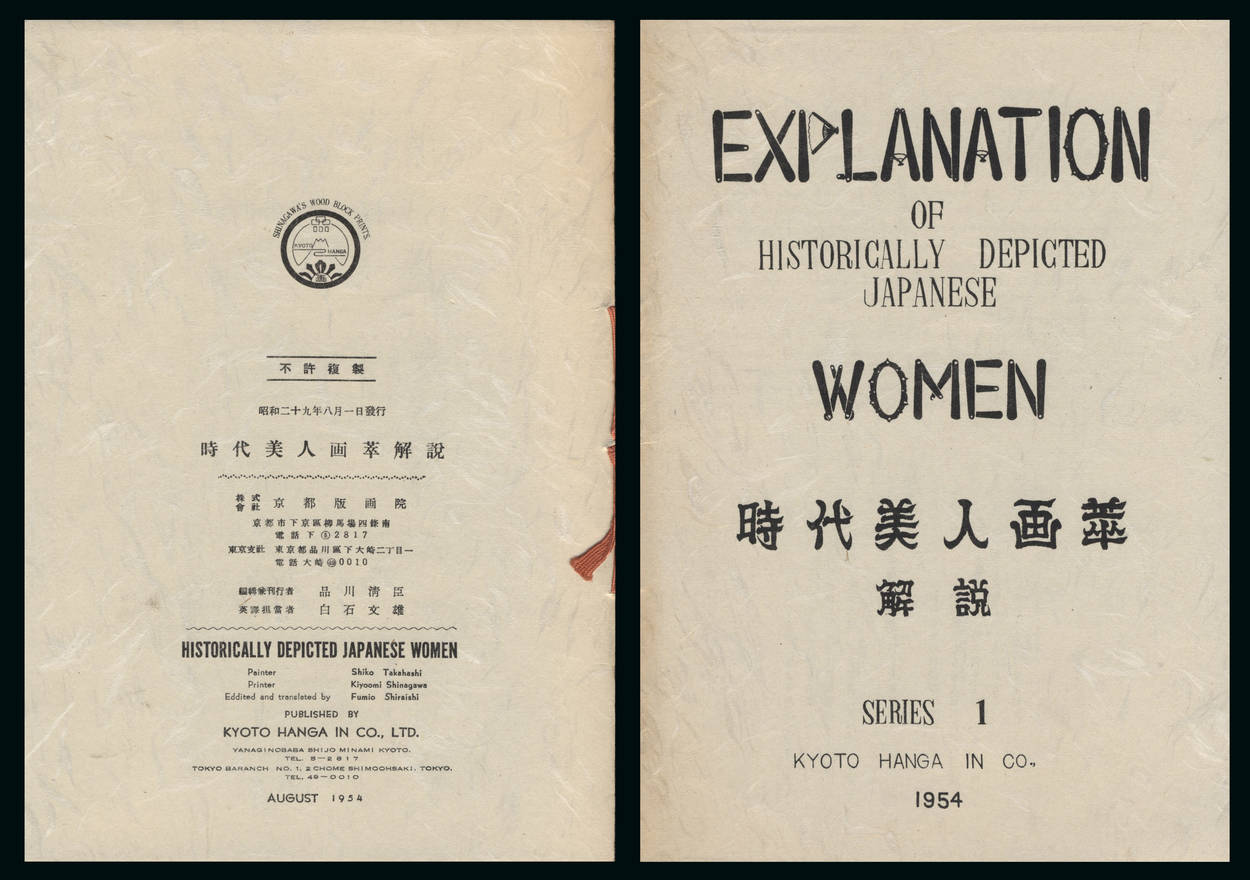 SHINAGAWA'S WOOD BLOCK PRINTS
KYOTO HANGA
不許複製
昭和二十九年八月一日發行
時代美人画萃解説
株式會社 京都版画院
京都市下京區柳馬場四條南
電話下⑤2817
東京支社 東京都品川區下大崎二丁目一
電話大崎㊾0010
編輯兼刊行者 品川清臣
英譯担當者 白石文雄
HISTORICALLY DEPICTED JAPANESE WOMEN
Painter Shiko Takahashi
Printer Kiyoomi Shinagawa
Eddited and translated by Fumio Shiraishi
PUBLISHED BY
KYOTO HANGA IN CO., LTD.
YANAGINOBABA SHIJO MINAMI KYOTO.
TEL. 5-2817
TOKYO BARANCH NO. 1, 2 CHOME SHIMOOHSAKI. TOKYO.
TEL. 49-0010
AUGUST 1954
EXPLANATION
OF
HISTORICALLY DEPICTED
JAPANESE
WOMEN
時代美人画萃
解説
SERIES 1
KYOTO HANGA IN CO.,
1954